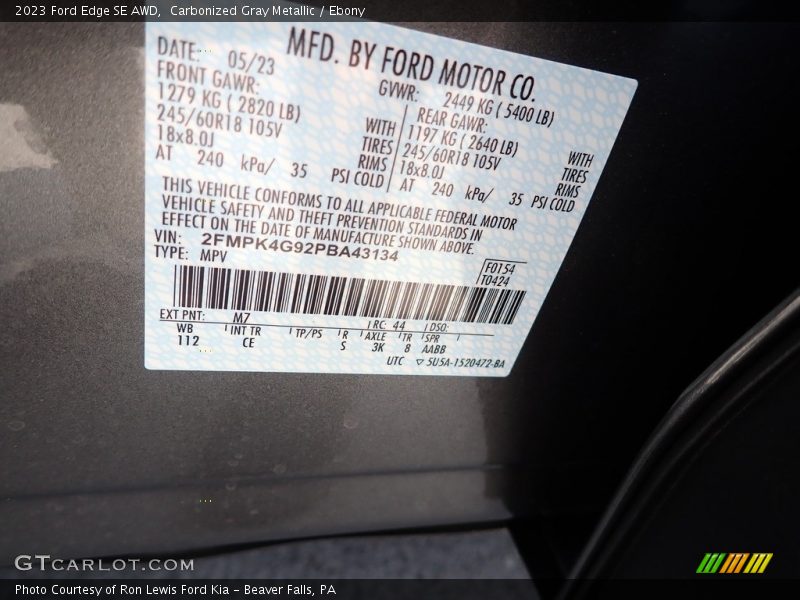 2023 Ford Edge SE AWD,  Carbonized Gray Metallic / Ebony
MFD. BY FORD MOTOR CO.
DATE: 05/23
GVWR: 2449 KG ( 5400 LB)
FRONT GAWR:
1279 KG ( 2820 LB)
245/60R18 105V
18x8.0J
AT 240 kPa/ 35 PSI COLD
WITH
TIRES
RIMS
REAR GAWR:
1197 KG ( 2640 LB)
245/60R18 105V
18x8.0J
AT 240 kPa/ 35 PSI COLD
WITH
TIRES
RIMS
THIS VEHICLE CONFORMS TO ALL APPLICABLE FEDERAL MOTOR
VEHICLE SAFETY AND THEFT PREVENTION STANDARDS IN
EFFECT ON THE DATE OF MANUFACTURE SHOWN ABOVE.
VIN: 2FMPK4G92PBA43134
TYPE: MPV
F0154
T0424
EXT PNT: M7 RC: 44 DSO:
WB INT TR TP/PS R AXLE TR SPR
112 CE S 3K 8 AABB
UTC ▽ 5U5A-1520472-BA
GTCARLOT.COM
Photo Courtesy of Ron Lewis Ford Kia – Beaver Falls, PA